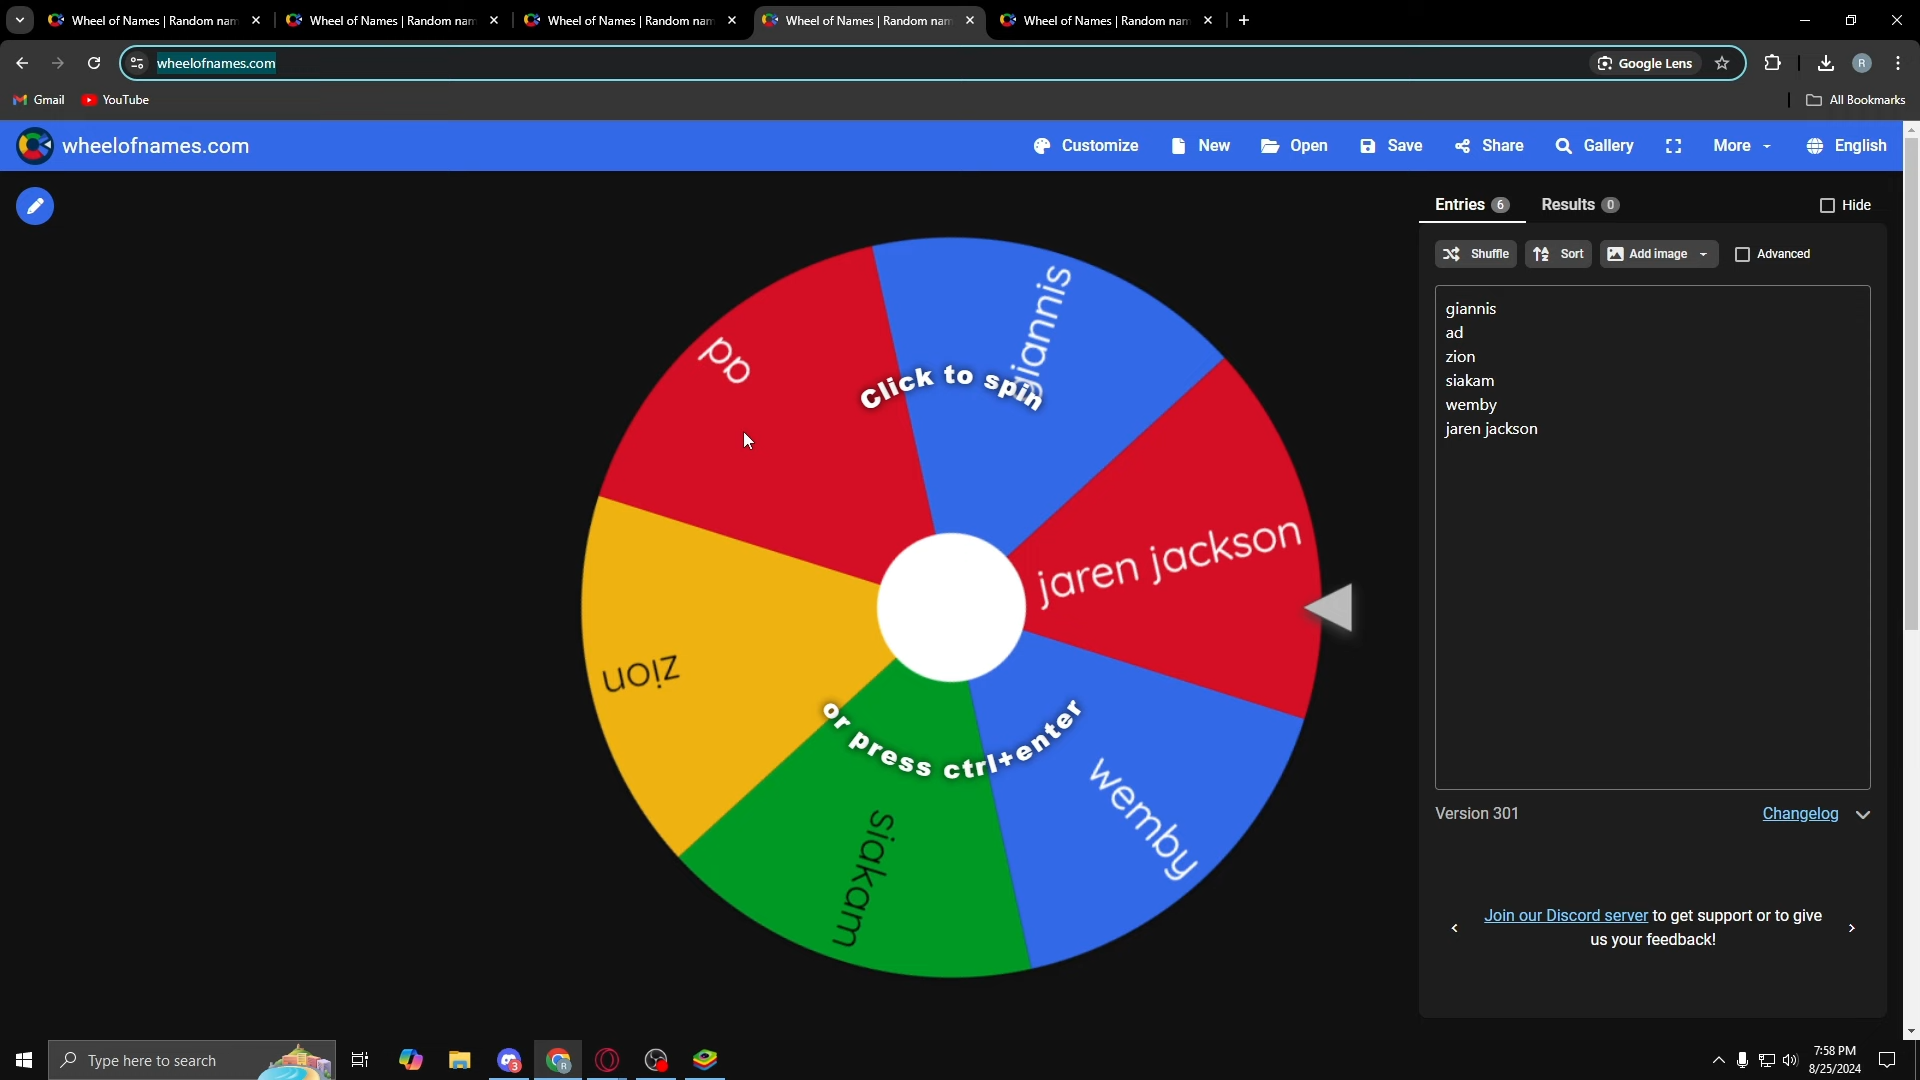 Wheel of Names | Random nam
Wheel of Names | Random nam
Wheel of Names | Random nam
Wheel of Names | Random nam
Wheel of Names | Random nam
wheelofnames.com
Google Lens
R
Gmail
YouTube
All Bookmarks
wheelofnames.com
Customize
New
Open
Save
Share
Gallery
More
English
Entries 6
Results 0
Hide
Shuffle
Sort
Add image
Advanced
giannis
ad
zion
siakam
wemby
jaren jackson
giannis
ad
Click to spin
jaren jackson
zion
or press ctrl+enter
wemby
siakam
Version 301
Changelog
Join our Discord server to get support or to give
us your feedback!
Type here to search
3
R
7:58 PM
8/25/2024